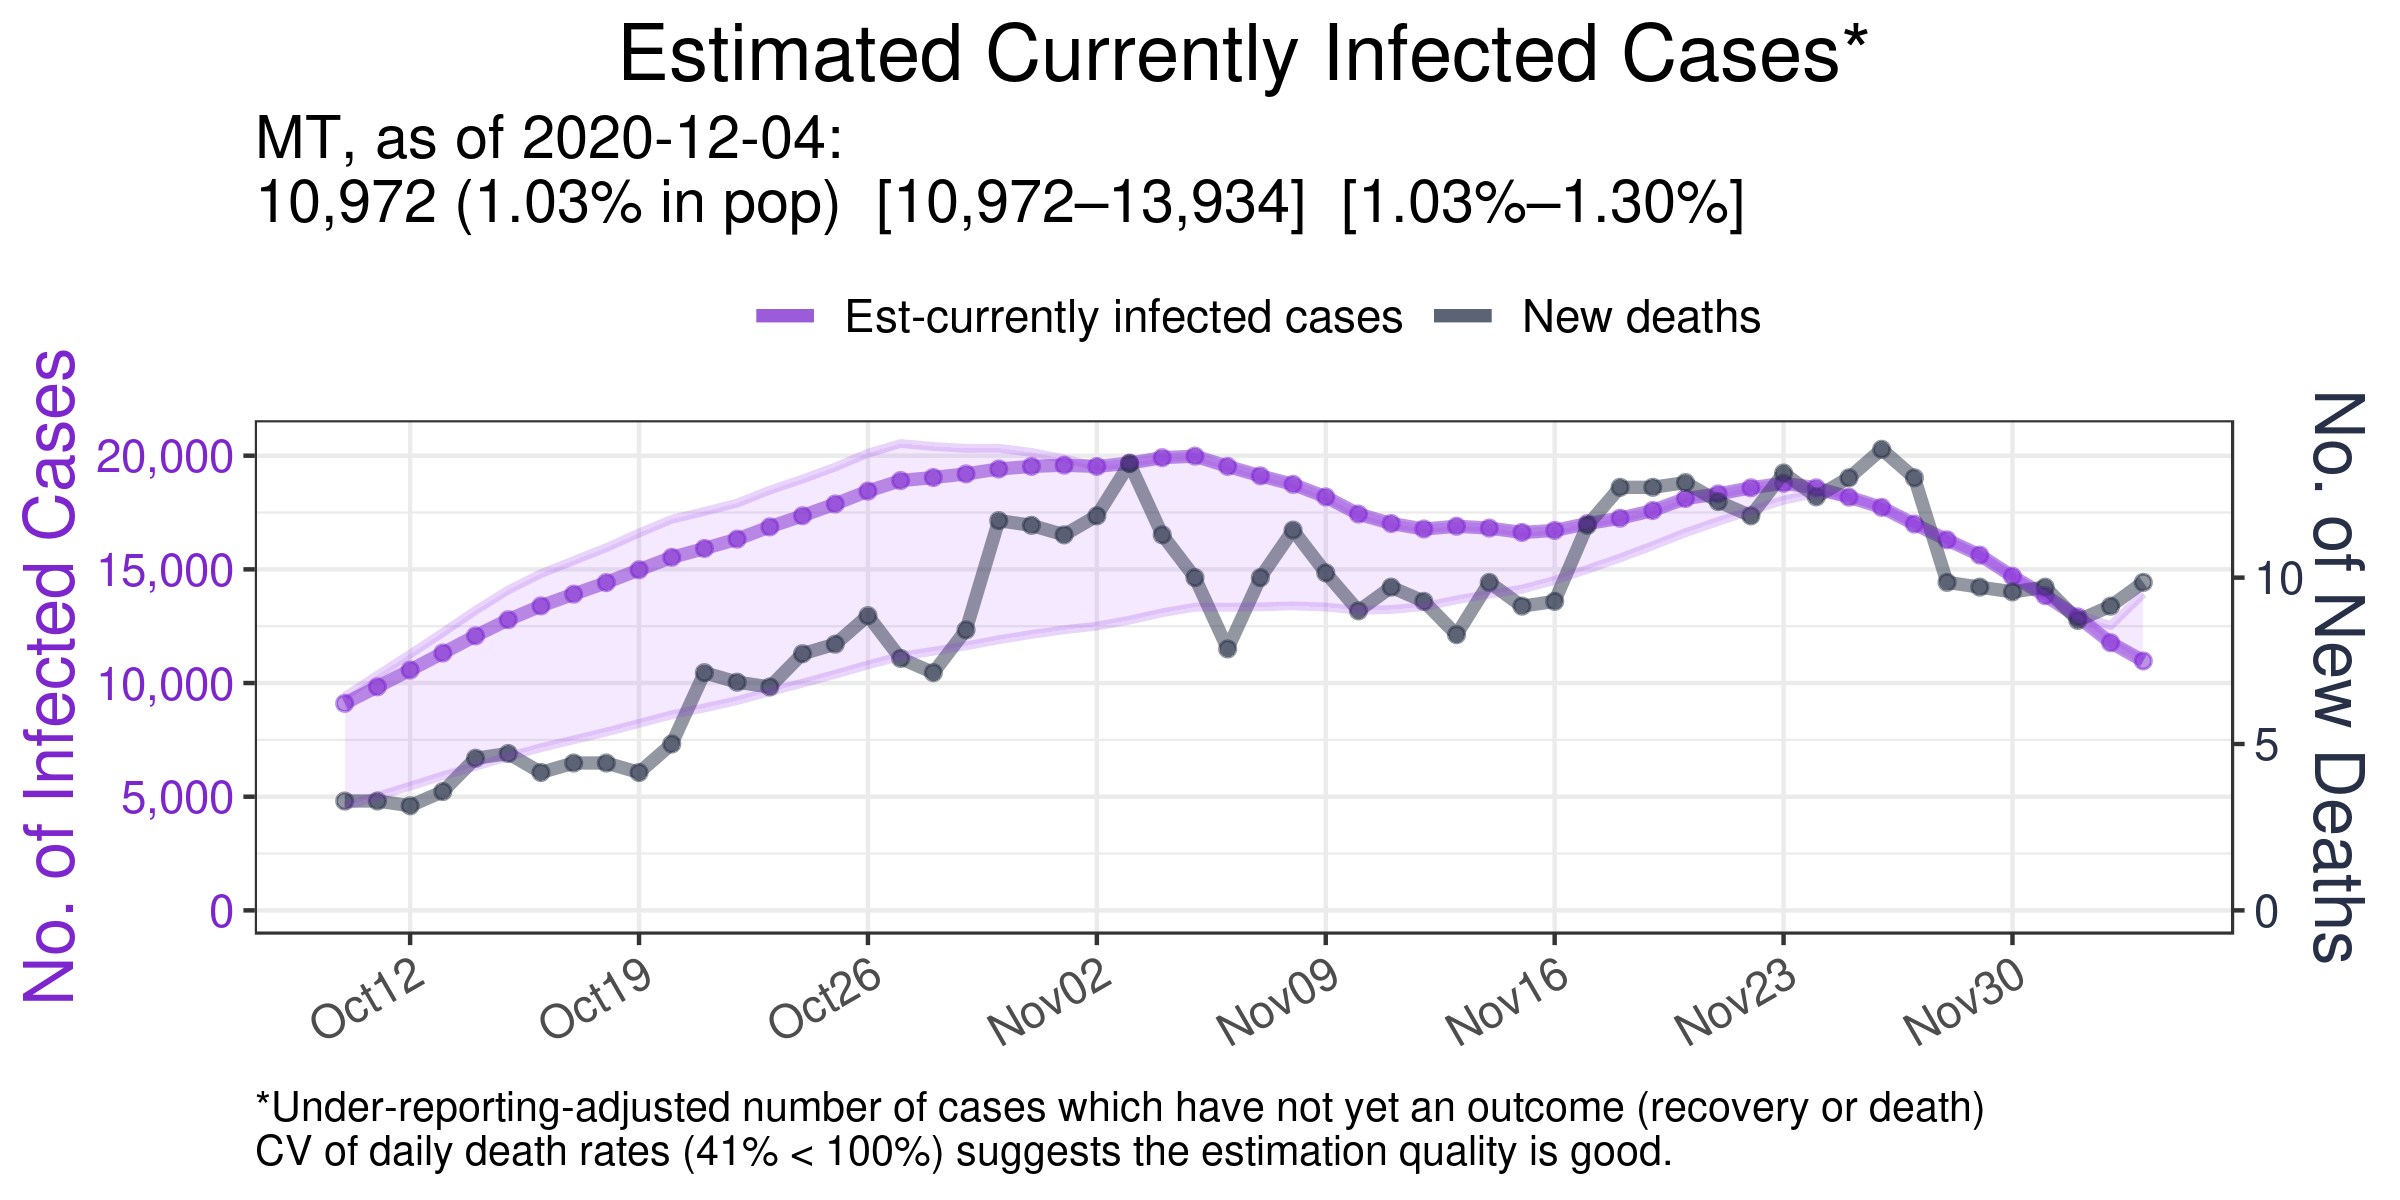 Estimated Currently Infected Cases*
MT, as of 2020-12-04:
10,972 (1.03% in pop)  [10,972–13,934]  [1.03%–1.30%]
Est-currently infected cases
New deaths
No. of Infected Cases
20,000
15,000
10,000
5,000
0
10
5
0
No. of New Deaths
Oct12
Oct19
Oct26
Nov02
Nov09
Nov16
Nov23
Nov30
*Under-reporting-adjusted number of cases which have not yet an outcome (recovery or death)
CV of daily death rates (41% < 100%) suggests the estimation quality is good.